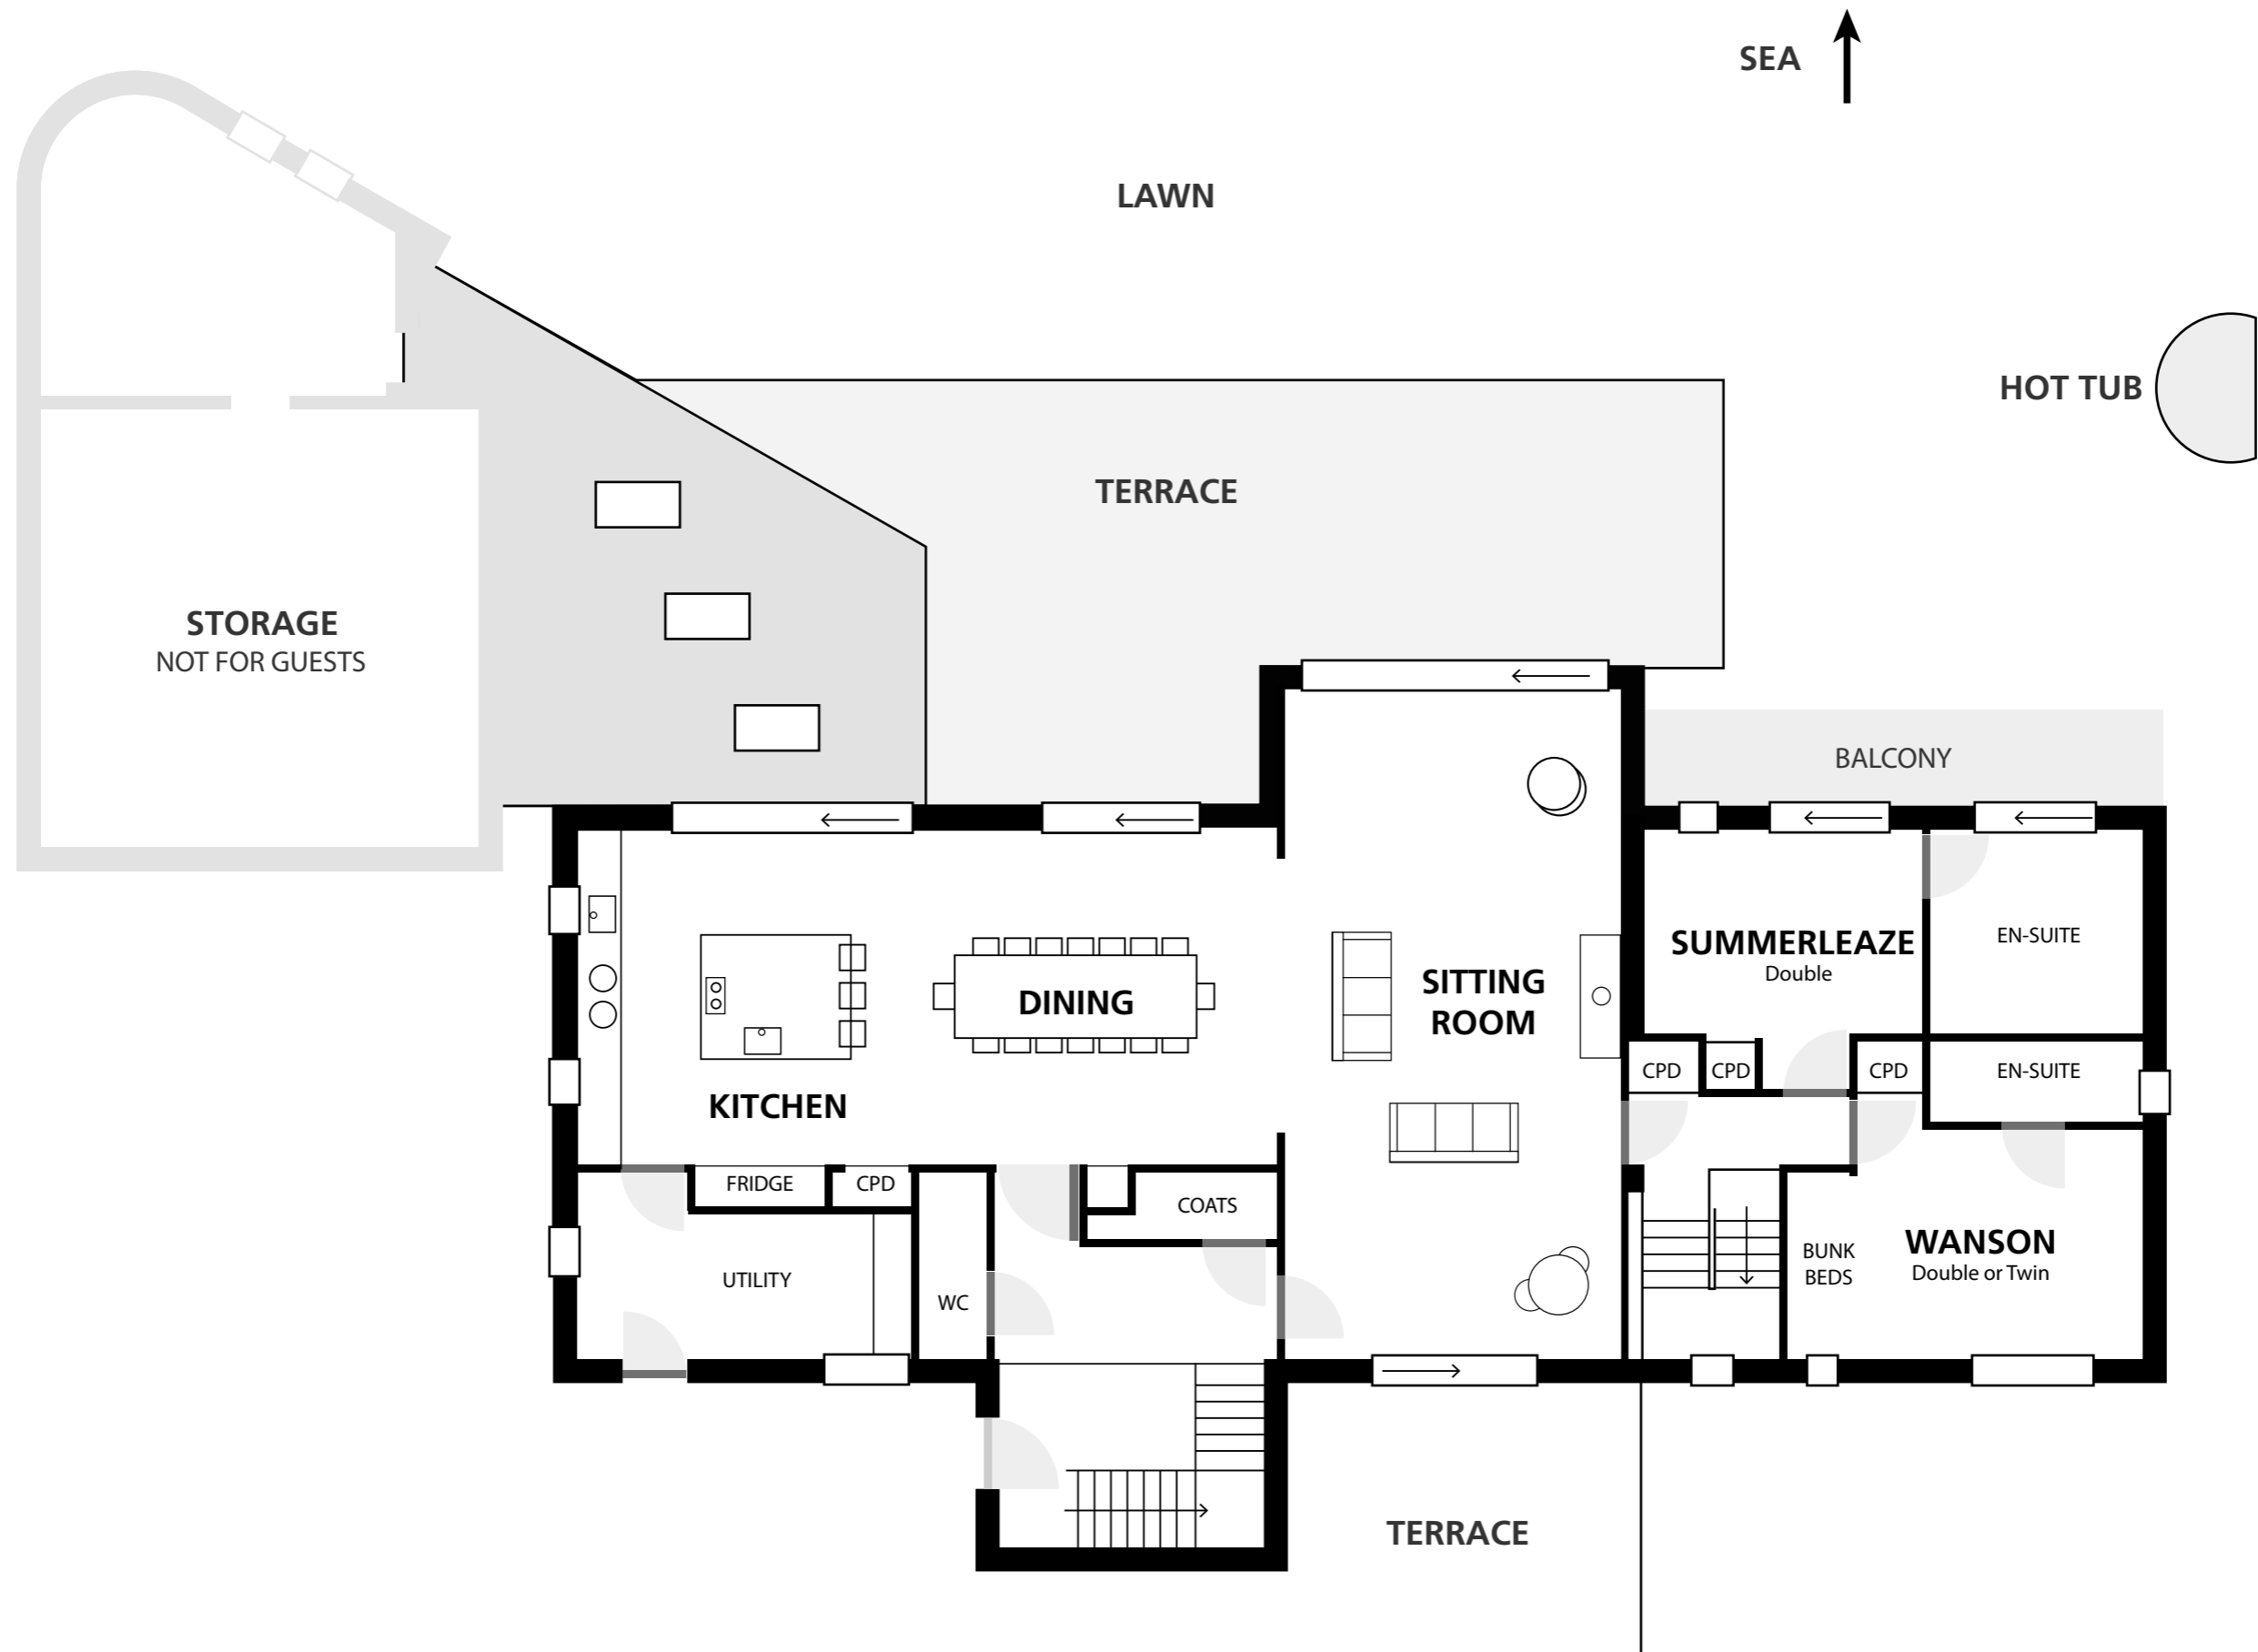 SEA
LAWN
HOT TUB
TERRACE
STORAGE
NOT FOR GUESTS
BALCONY
SUMMERLEAZE
Double
EN-SUITE
SITTING
ROOM
DINING
KITCHEN
CPD
CPD
CPD
EN-SUITE
FRIDGE
CPD
COATS
UTILITY
WC
BUNK
BEDS
WANSON
Double or Twin
TERRACE